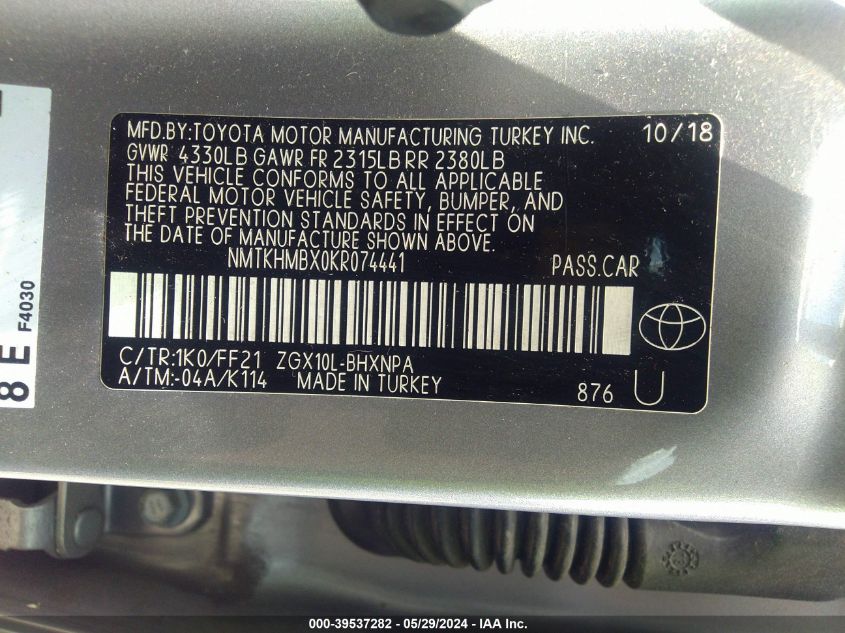 MFD.BY:TOYOTA MOTOR MANUFACTURING TURKEY INC. 10/18
GVWR 4330LB GAWR FR 2315LB RR 2380LB
THIS VEHICLE CONFORMS TO ALL APPLICABLE
FEDERAL MOTOR VEHICLE SAFETY, BUMPER, AND
THEFT PREVENTION STANDARDS IN EFFECT ON
THE DATE OF MANUFACTURE SHOWN ABOVE.
NMTKHMBX0KR074441 PASS.CAR
C/TR:1K0/FF21 ZGX10L-BHXNPA
A/TM:-04A/K114 MADE IN TURKEY 876 U
8 E F4030
000-39537282 - 05/29/2024 - IAA Inc.